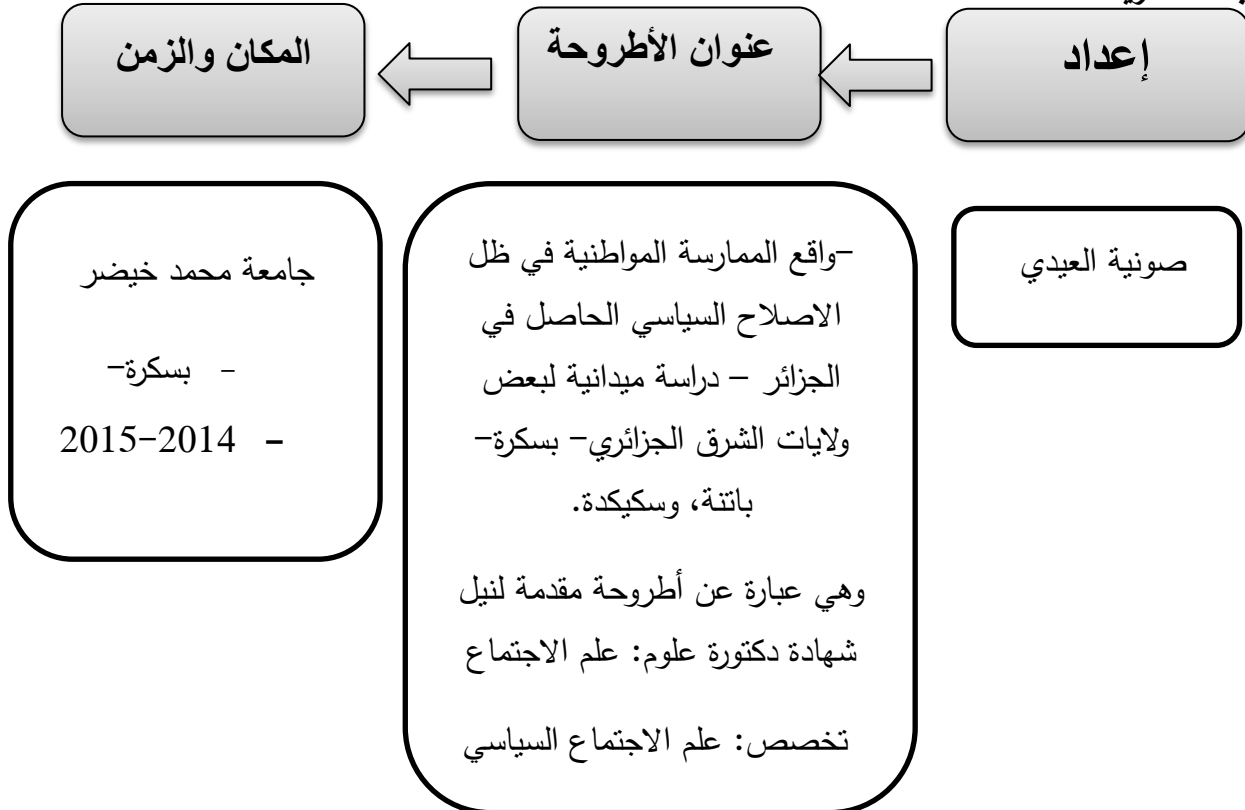 إعداد
عنوان الأطروحة
المكان والزمن
صونية العيدي
–واقع الممارسة المواطنية في ظل
الاصلاح السياسي الحاصل في
الجزائر – دراسة ميدانية لبعض
ولايات الشرق الجزائري– بسكرة–
باتنة، وسكيكدة.
وهي عبارة عن أطروحة مقدمة لنيل
شهادة دكتورة علوم: علم الاجتماع
تخصص: علم الاجتماع السياسي
جامعة محمد خيضر
- بسكرة–
– 2014-2015